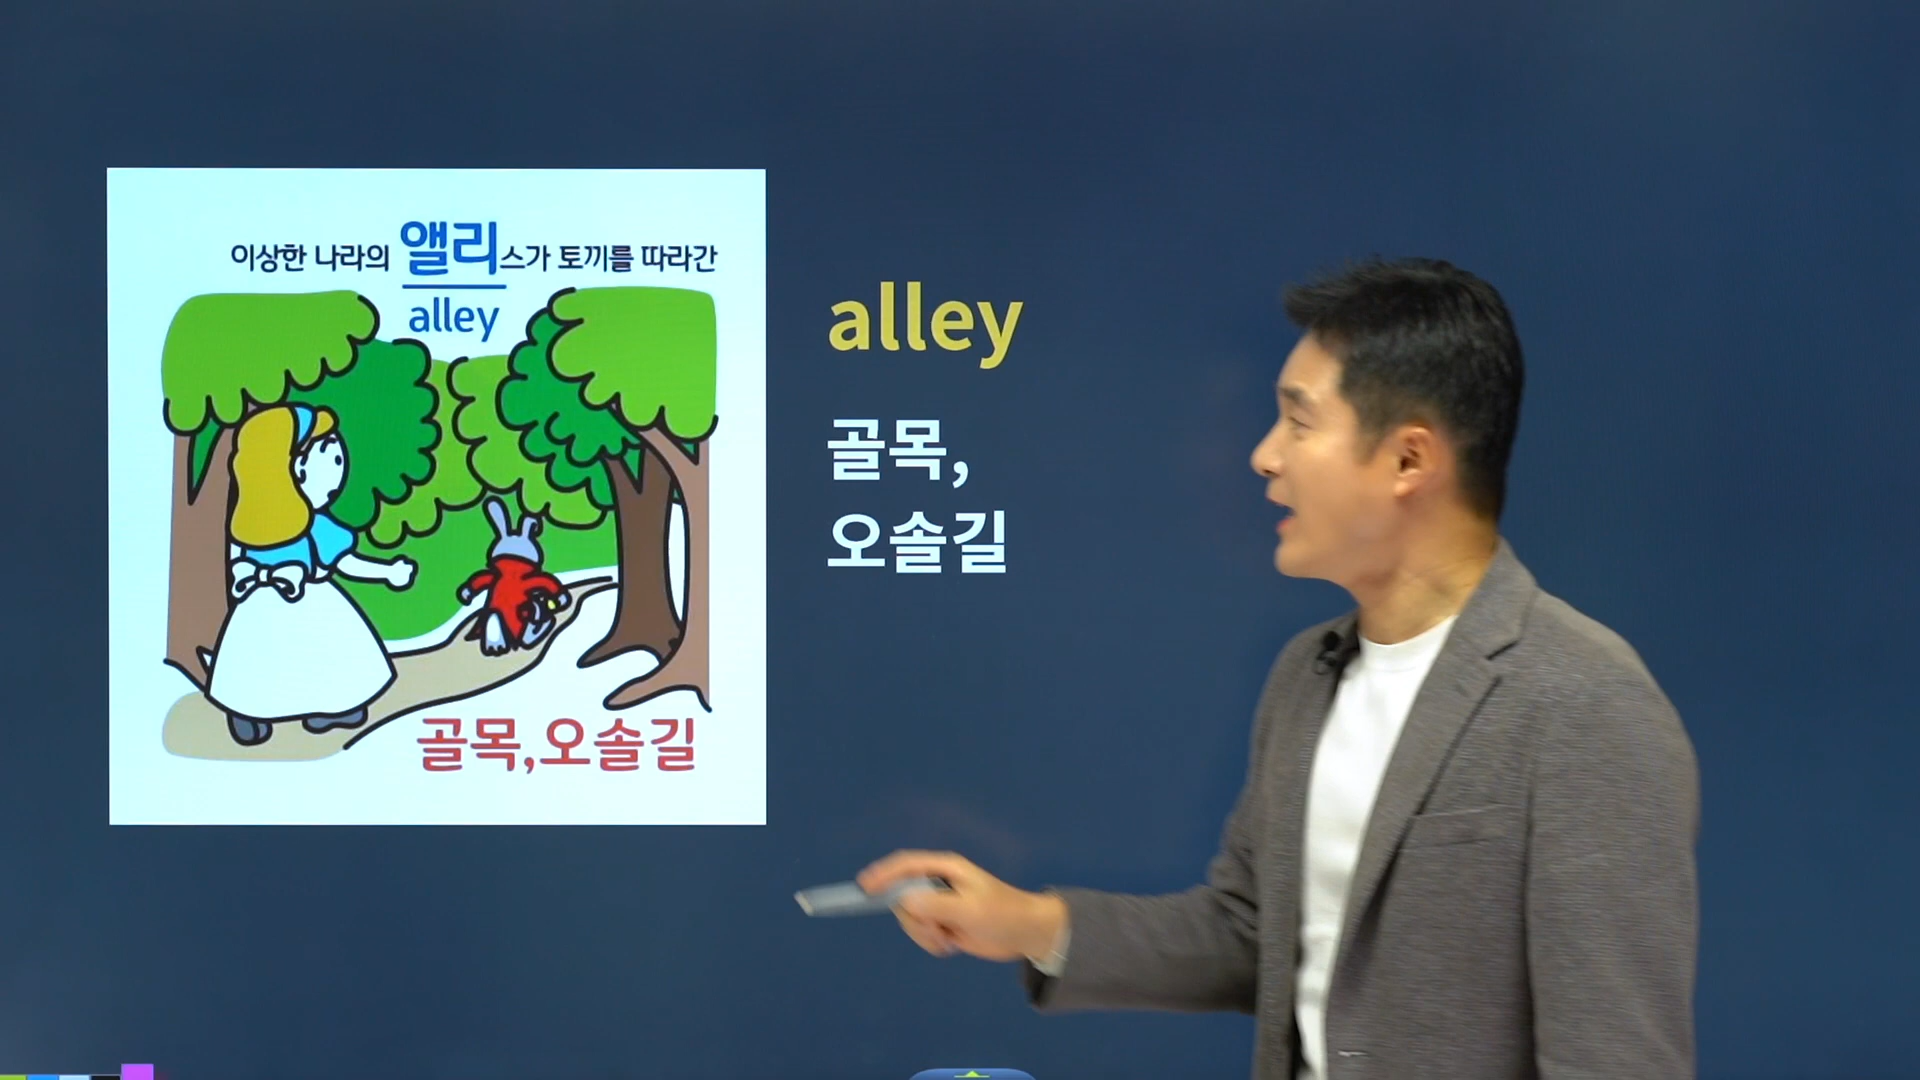 이상한 나라의 앨리스가 토끼를 따라간
alley
골목,오솔길
alley
골목,
오솔길